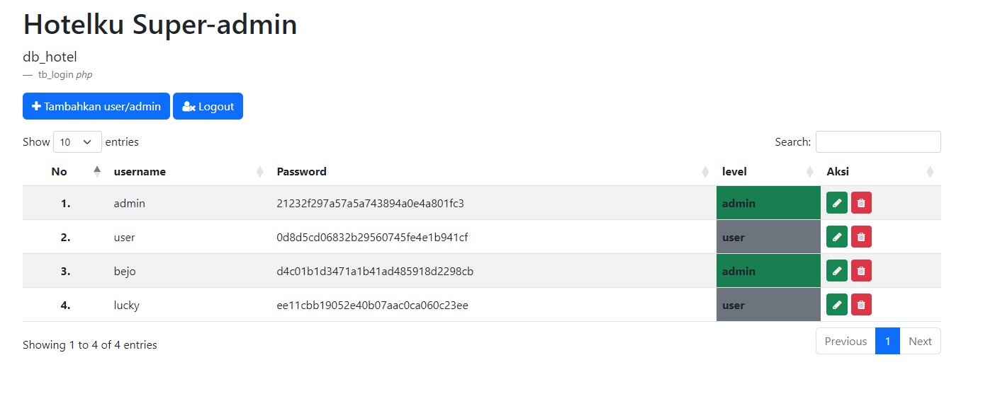 Hotelku Super-admin
db_hotel
— tb_login php
Tambahkan user/admin Logout
Show 10 entries Search:
No username Password level Aksi
1. admin 21232f297a57a5a743894a0e4a801fc3 admin
2. user 0d8d5cd06832b29560745fe4e1b941cf user
3. bejo d4c01b1d3471a1b41ad485918d2298cb admin
4. lucky ee11cbb19052e40b07aac0ca060c23ee user
Showing 1 to 4 of 4 entries Previous 1 Next